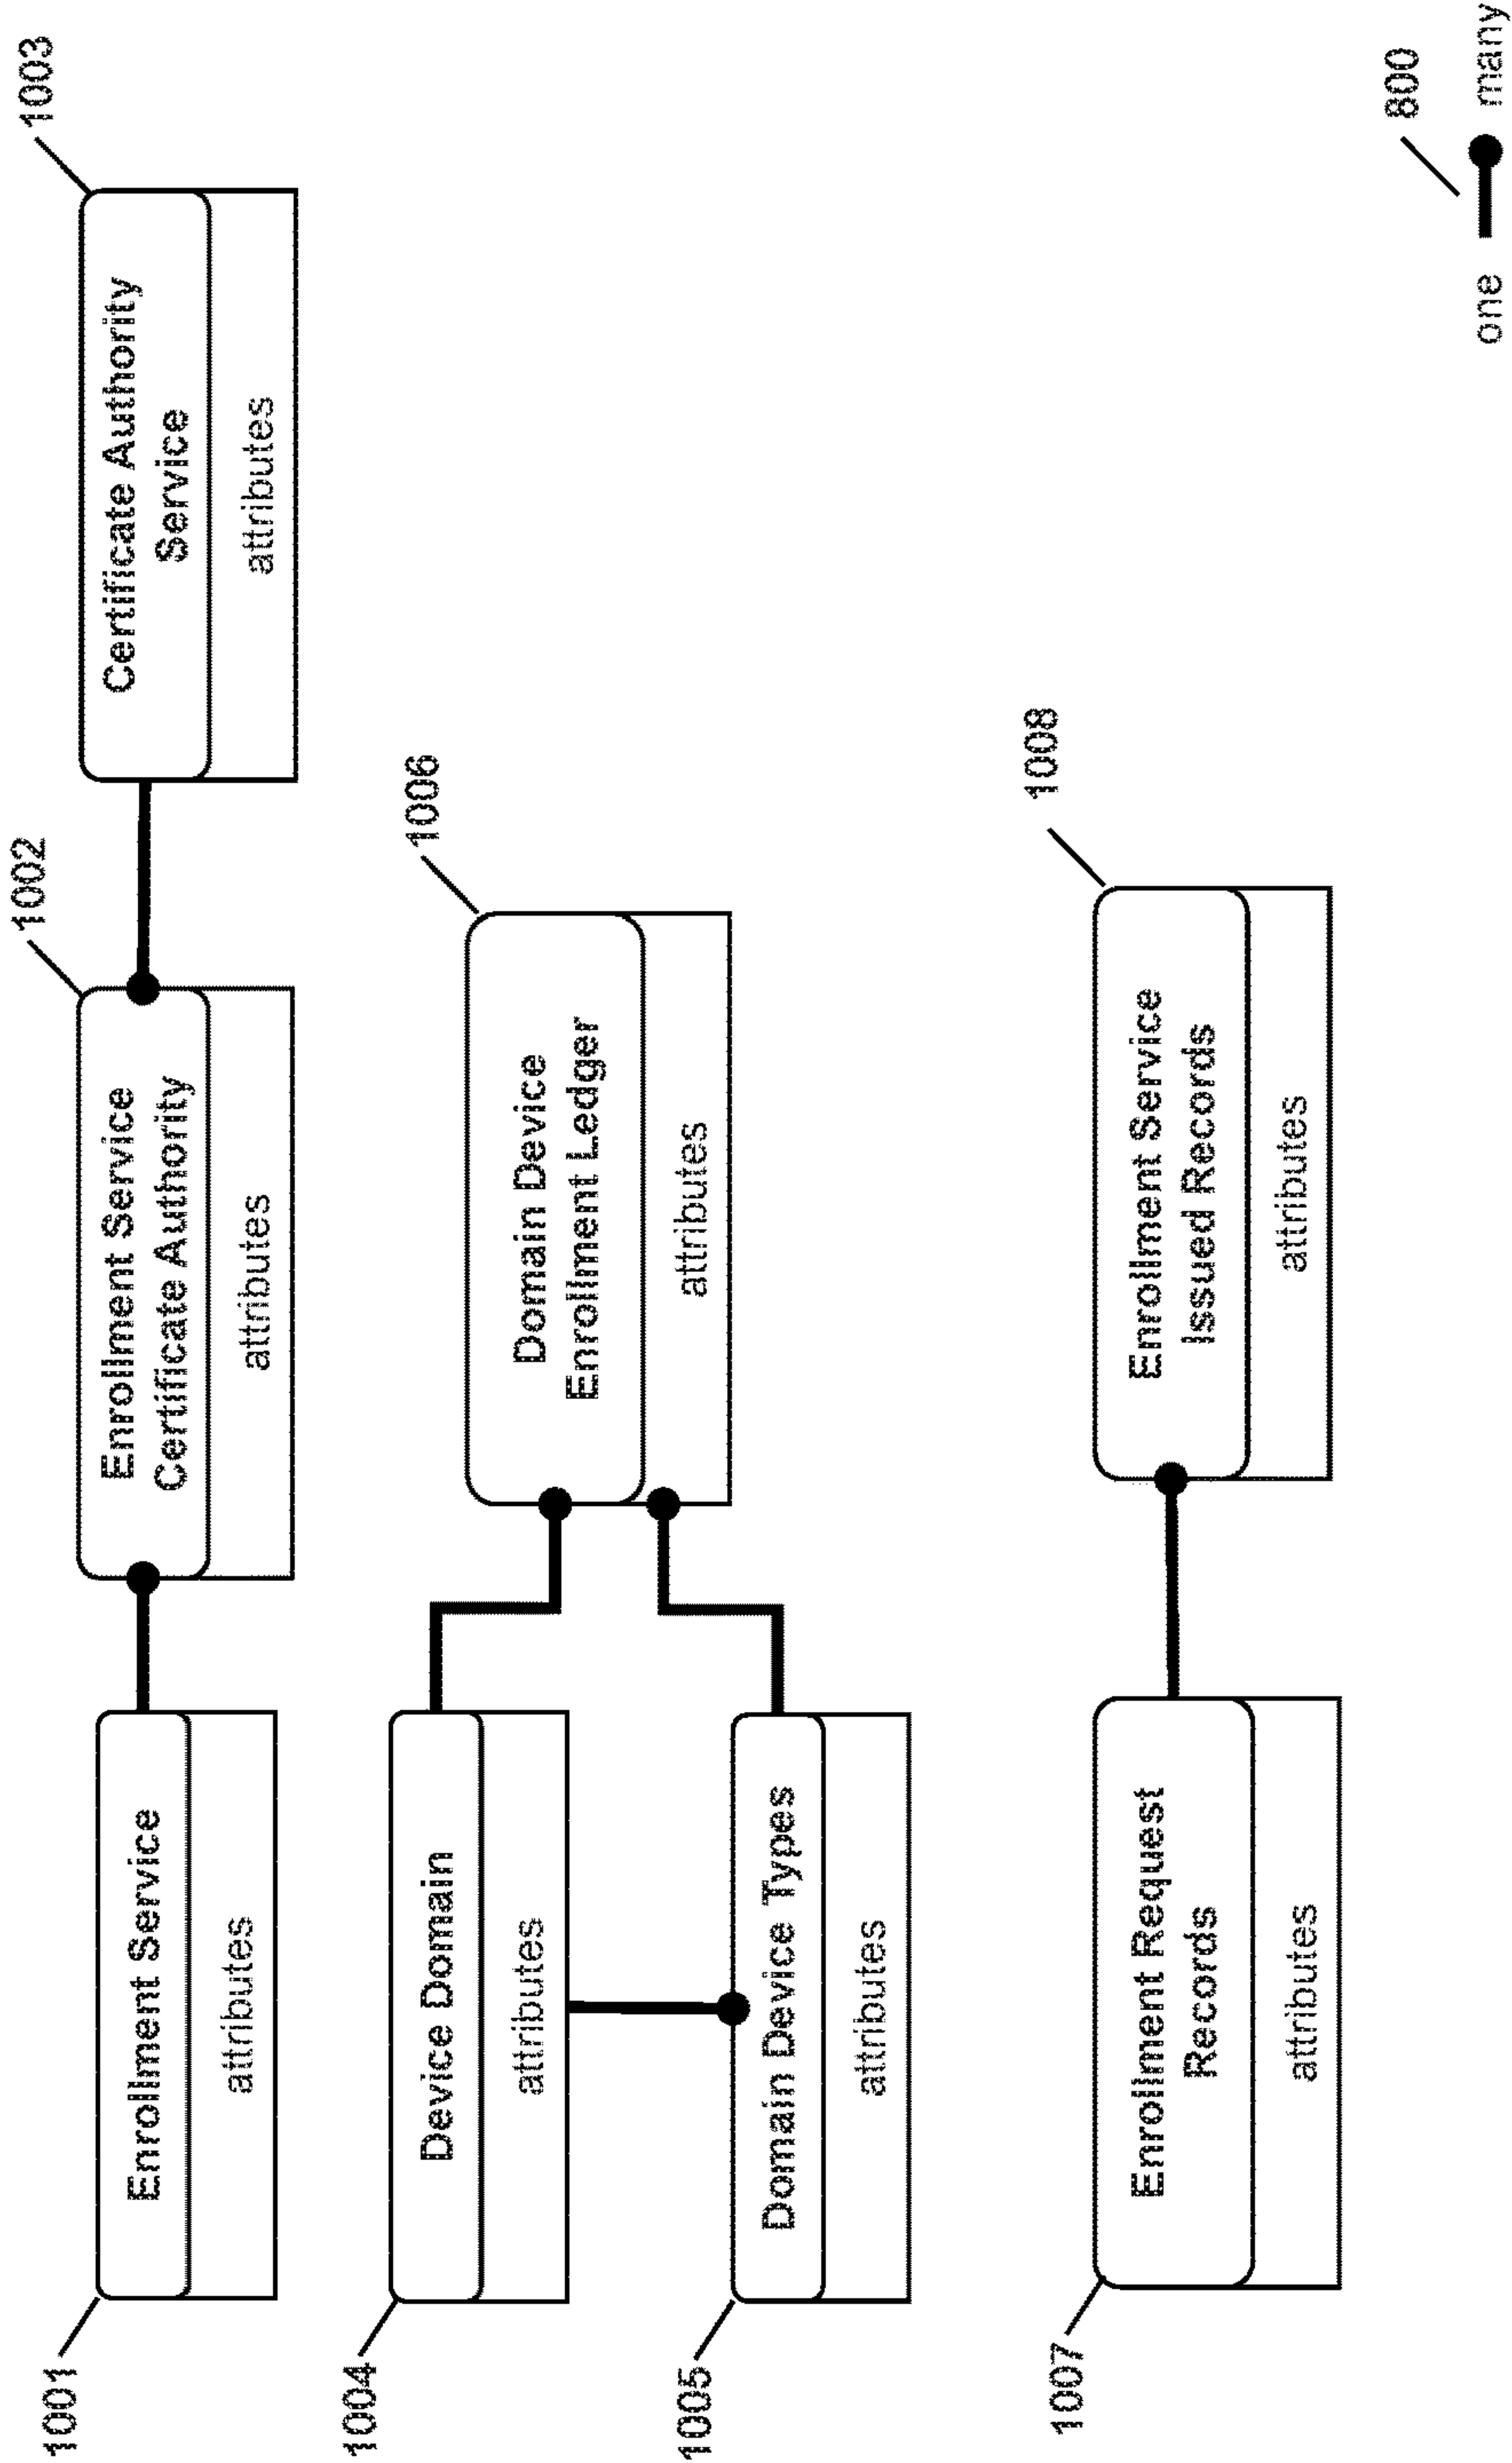 1001
Enrollment Service
attributes
1002
Enrollment Service
Certificate Authority
attributes
1003
Certificate Authority
Service
attributes
1004
Device Domain
attributes
1005
Domain Device Types
attributes
1006
Domain Device
Enrollment Ledger
attributes
1007
Enrollment Request
Records
attributes
1008
Enrollment Service
Issued Records
attributes
800
one many